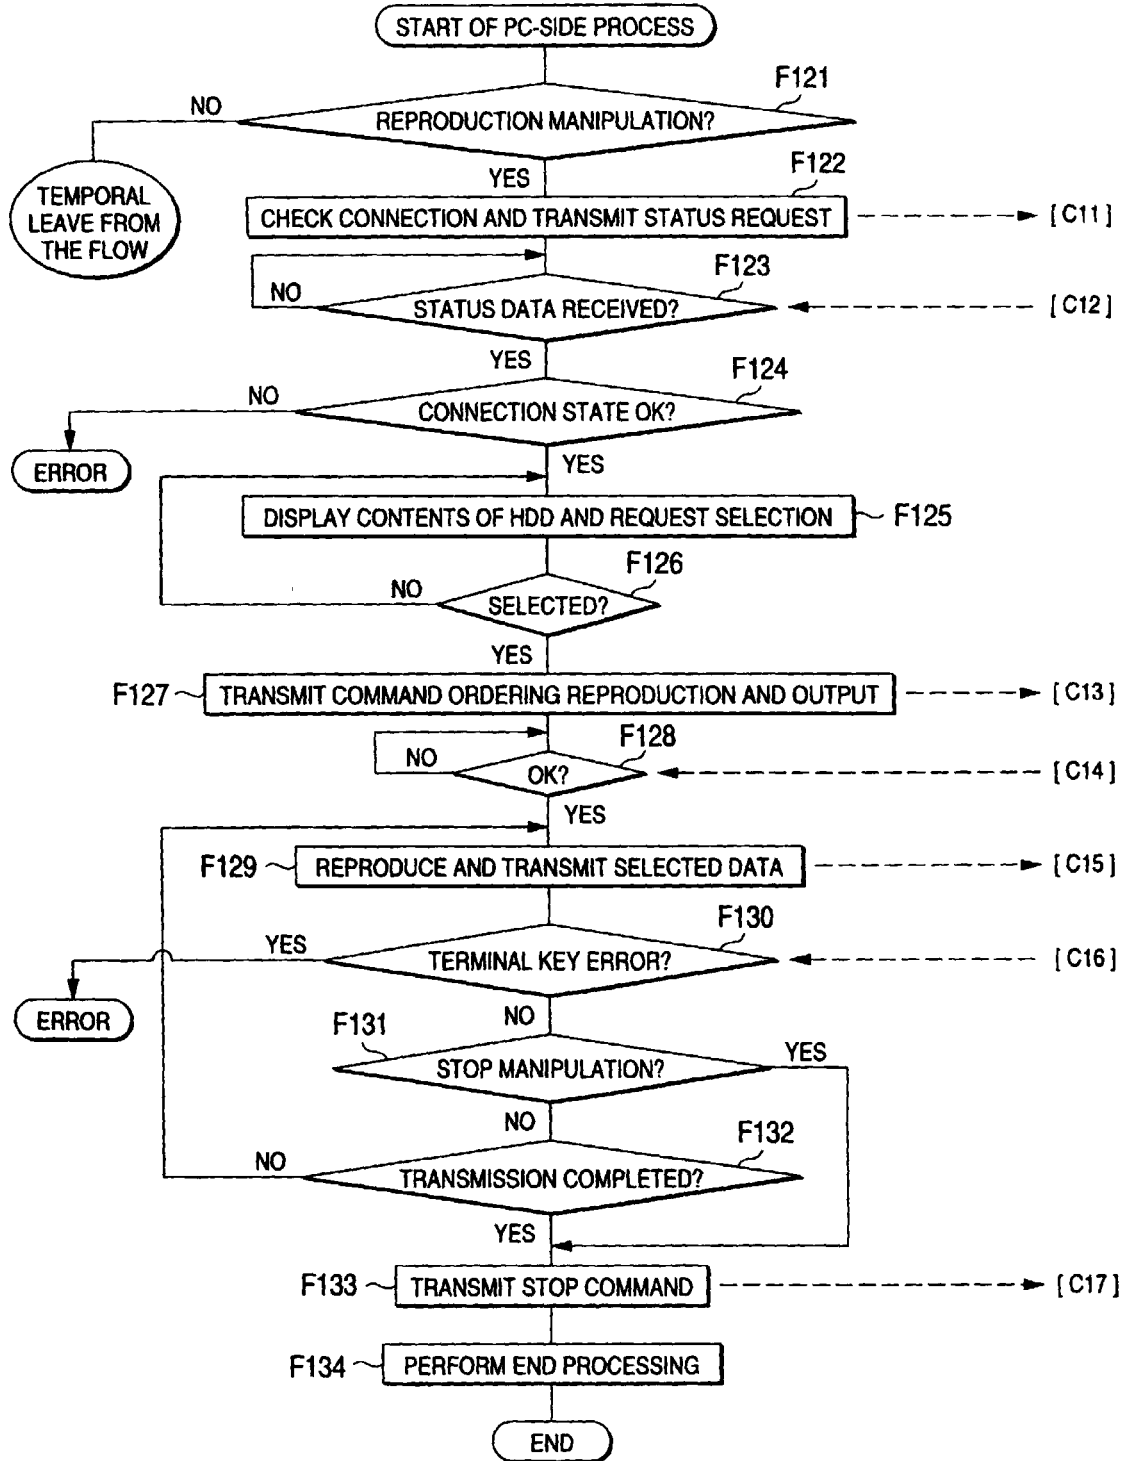 START OF PC-SIDE PROCESS
F121
NO
REPRODUCTION MANIPULATION?
TEMPORAL
LEAVE FROM
THE FLOW
YES
F122
CHECK CONNECTION AND TRANSMIT STATUS REQUEST
[C11]
F123
NO
STATUS DATA RECEIVED?
[C12]
YES
F124
NO
CONNECTION STATE OK?
ERROR
YES
DISPLAY CONTENTS OF HDD AND REQUEST SELECTION
F125
F126
NO
SELECTED?
YES
F127
TRANSMIT COMMAND ORDERING REPRODUCTION AND OUTPUT
[C13]
F128
NO
OK?
[C14]
YES
F129
REPRODUCE AND TRANSMIT SELECTED DATA
[C15]
F130
YES
TERMINAL KEY ERROR?
[C16]
ERROR
NO
F131
STOP MANIPULATION?
YES
NO
F132
NO
TRANSMISSION COMPLETED?
YES
F133
TRANSMIT STOP COMMAND
[C17]
F134
PERFORM END PROCESSING
END